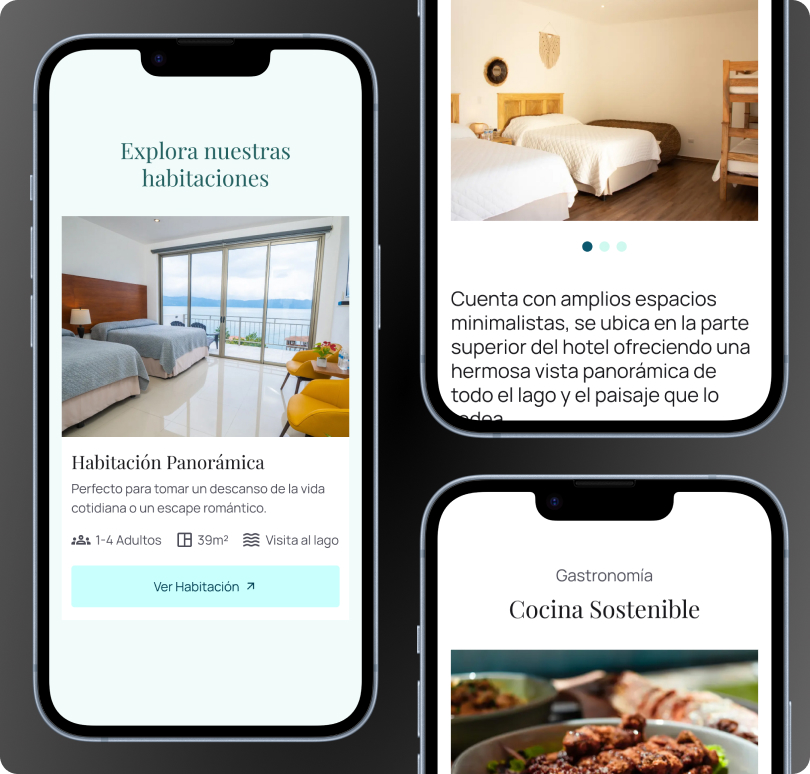 Explora nuestras
habitaciones
Habitación Panorámica
Perfecto para tomar un descanso de la vida
cotidiana o un escape romántico.
1-4 Adultos 39m² Visita al lago
Ver Habitación
Cuenta con amplios espacios
minimalistas, se ubica en la parte
superior del hotel ofreciendo una
hermosa vista panorámica de
todo el lago y el paisaje que lo
Gastronomía
Cocina Sostenible